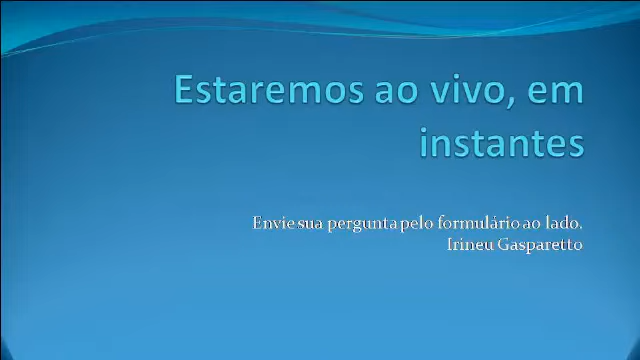 Estaremos ao vivo, em
instantes
Envie sua pergunta pelo formulário ao lado.
Irineu Gasparetto